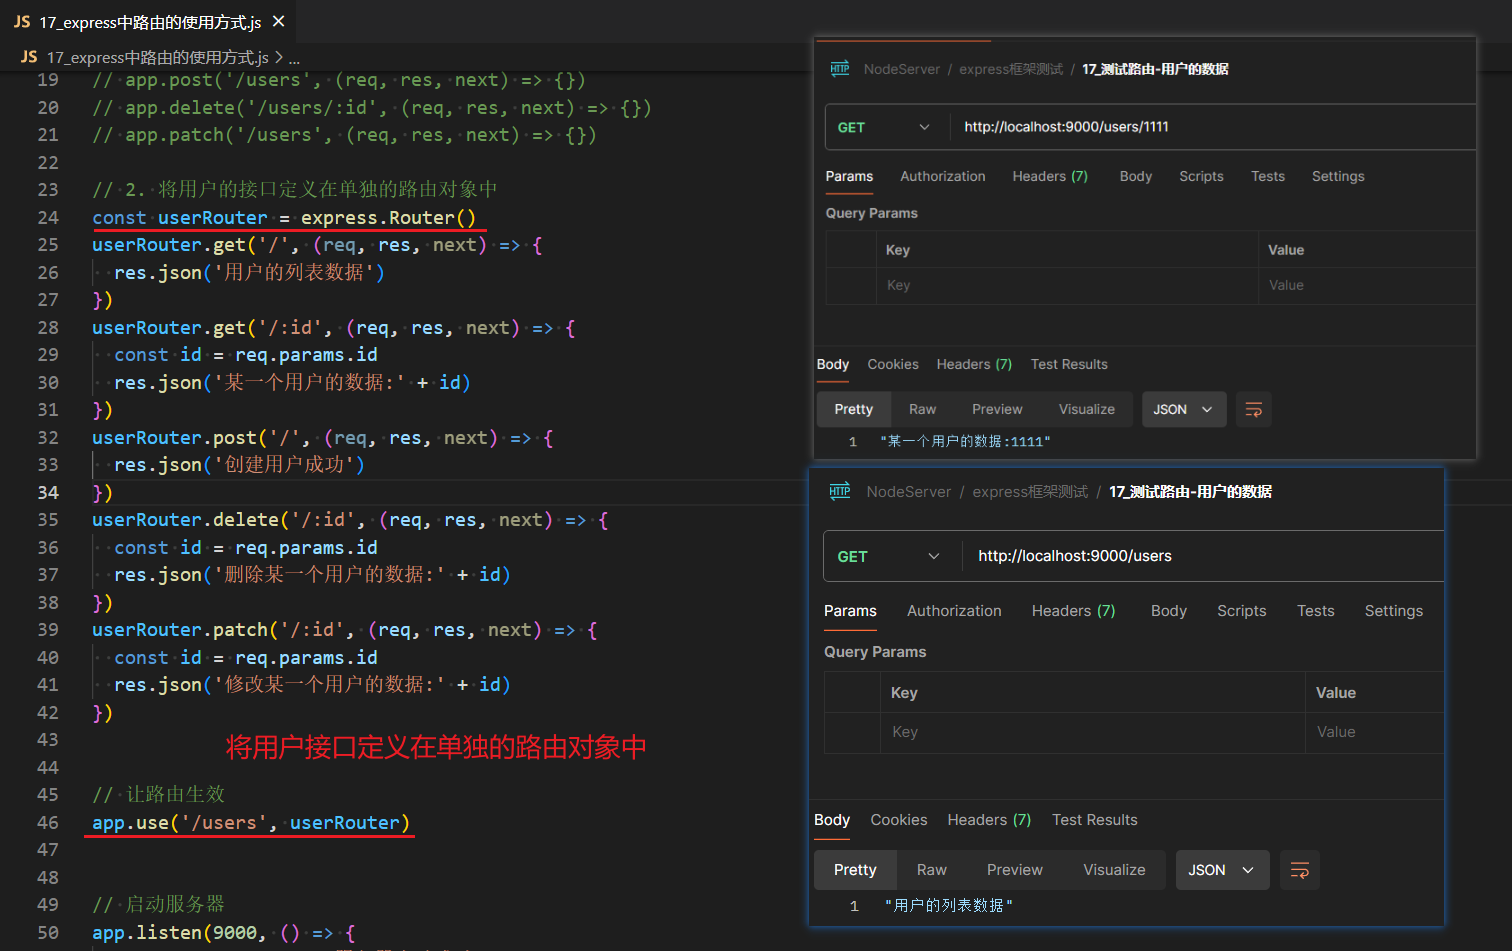 JS 17_express中路由的使用方式.js ×
JS 17_express中路由的使用方式.js > ...
19 // app.post('/users', (req, res, next) => {})
20 // app.delete('/users/:id', (req, res, next) => {})
21 // app.patch('/users', (req, res, next) => {})
22
23 // 2. 将用户的接口定义在单独的路由对象中
24 const userRouter = express.Router()
25 userRouter.get('/', (req, res, next) => {
26 res.json('用户的列表数据')
27 })
28 userRouter.get('/:id', (req, res, next) => {
29 const id = req.params.id
30 res.json('某一个用户的数据:' + id)
31 })
32 userRouter.post('/', (req, res, next) => {
33 res.json('创建用户成功')
34 })
35 userRouter.delete('/:id', (req, res, next) => {
36 const id = req.params.id
37 res.json('删除某一个用户的数据:' + id)
38 })
39 userRouter.patch('/:id', (req, res, next) => {
40 const id = req.params.id
41 res.json('修改某一个用户的数据:' + id)
42 })
43
将用户接口定义在单独的路由对象中
44
45 // 让路由生效
46 app.use('/users', userRouter)
47
48
49 // 启动服务器
50 app.listen(9000, () => {
HTTP NodeServer / express框架测试 / 17_测试路由-用户的数据
GET http://localhost:9000/users/1111
Params Authorization Headers (7) Body Scripts Tests Settings
Query Params
Key Value
Key Value
Body Cookies Headers (7) Test Results
Pretty Raw Preview Visualize JSON
1 "某一个用户的数据:1111"
HTTP NodeServer / express框架测试 / 17_测试路由-用户的数据
GET http://localhost:9000/users
Params Authorization Headers (7) Body Scripts Tests Settings
Query Params
Key Value
Key Value
Body Cookies Headers (7) Test Results
Pretty Raw Preview Visualize JSON
1 "用户的列表数据"